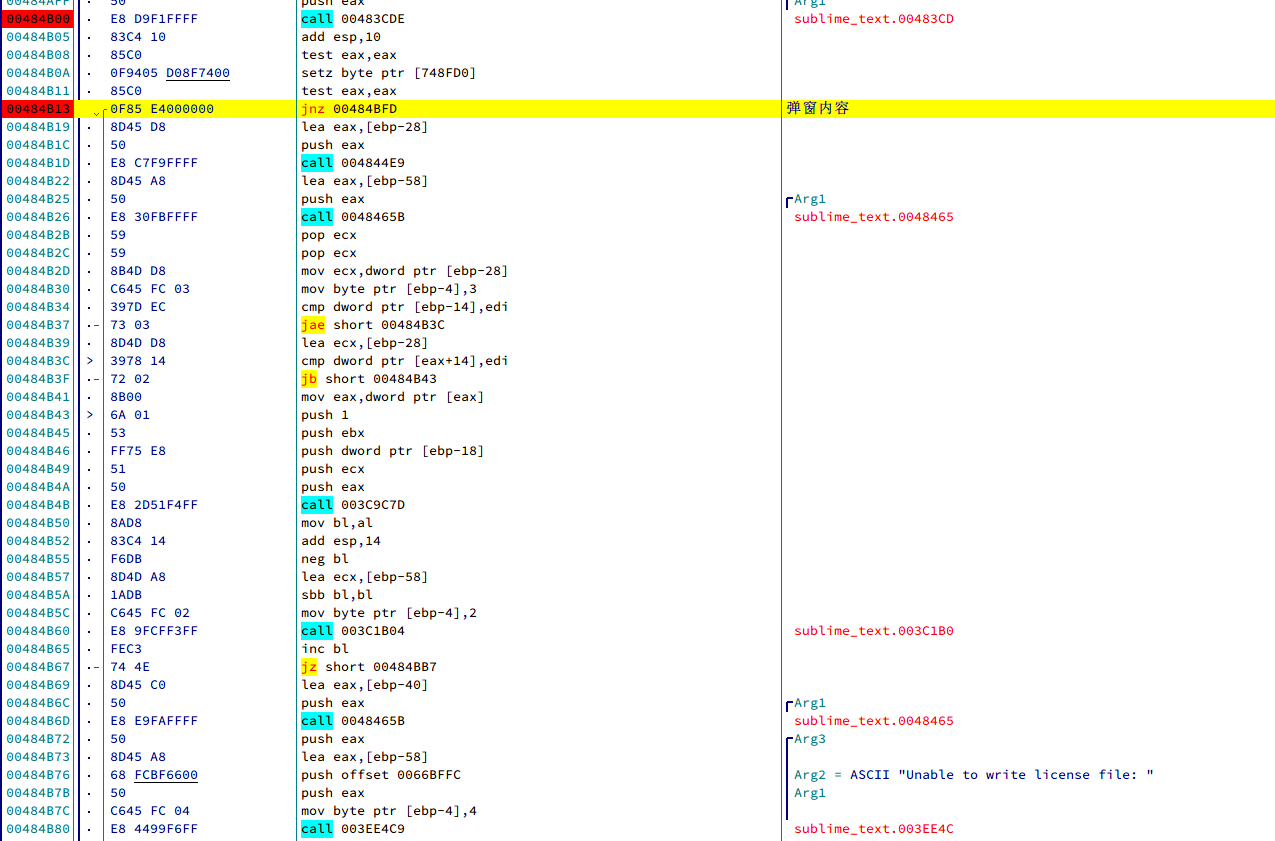 00484AFF · 50 push eax Arg1
00484B00 · E8 D9F1FFFF call 00483CDE sublime_text.00483CD
00484B05 · 83C4 10 add esp,10
00484B08 · 85C0 test eax,eax
00484B0A · 0F9405 D08F7400 setz byte ptr [748FD0]
00484B11 · 85C0 test eax,eax
00484B13 0F85 E4000000 jnz 00484BFD 弹窗内容
00484B19 · 8D45 D8 lea eax,[ebp-28]
00484B1C · 50 push eax
00484B1D · E8 C7F9FFFF call 004844E9
00484B22 · 8D45 A8 lea eax,[ebp-58]
00484B25 · 50 push eax Arg1
00484B26 · E8 30FBFFFF call 0048465B sublime_text.0048465
00484B2B · 59 pop ecx
00484B2C · 59 pop ecx
00484B2D · 8B4D D8 mov ecx,dword ptr [ebp-28]
00484B30 · C645 FC 03 mov byte ptr [ebp-4],3
00484B34 · 397D EC cmp dword ptr [ebp-14],edi
00484B37 ·- 73 03 jae short 00484B3C
00484B39 · 8D4D D8 lea ecx,[ebp-28]
00484B3C > 3978 14 cmp dword ptr [eax+14],edi
00484B3F ·- 72 02 jb short 00484B43
00484B41 · 8B00 mov eax,dword ptr [eax]
00484B43 > 6A 01 push 1
00484B45 · 53 push ebx
00484B46 · FF75 E8 push dword ptr [ebp-18]
00484B49 · 51 push ecx
00484B4A · 50 push eax
00484B4B · E8 2D51F4FF call 003C9C7D
00484B50 · 8AD8 mov bl,al
00484B52 · 83C4 14 add esp,14
00484B55 · F6DB neg bl
00484B57 · 8D4D A8 lea ecx,[ebp-58]
00484B5A · 1ADB sbb bl,bl
00484B5C · C645 FC 02 mov byte ptr [ebp-4],2
00484B60 · E8 9FCFF3FF call 003C1B04 sublime_text.003C1B0
00484B65 · FEC3 inc bl
00484B67 ·- 74 4E jz short 00484BB7
00484B69 · 8D45 C0 lea eax,[ebp-40]
00484B6C · 50 push eax Arg1
00484B6D · E8 E9FAFFFF call 0048465B sublime_text.0048465
00484B72 · 50 push eax Arg3
00484B73 · 8D45 A8 lea eax,[ebp-58]
00484B76 · 68 FCBF6600 push offset 0066BFFC Arg2 = ASCII "Unable to write license file: "
00484B7B · 50 push eax Arg1
00484B7C · C645 FC 04 mov byte ptr [ebp-4],4
00484B80 · E8 4499F6FF call 003EE4C9 sublime_text.003EE4C